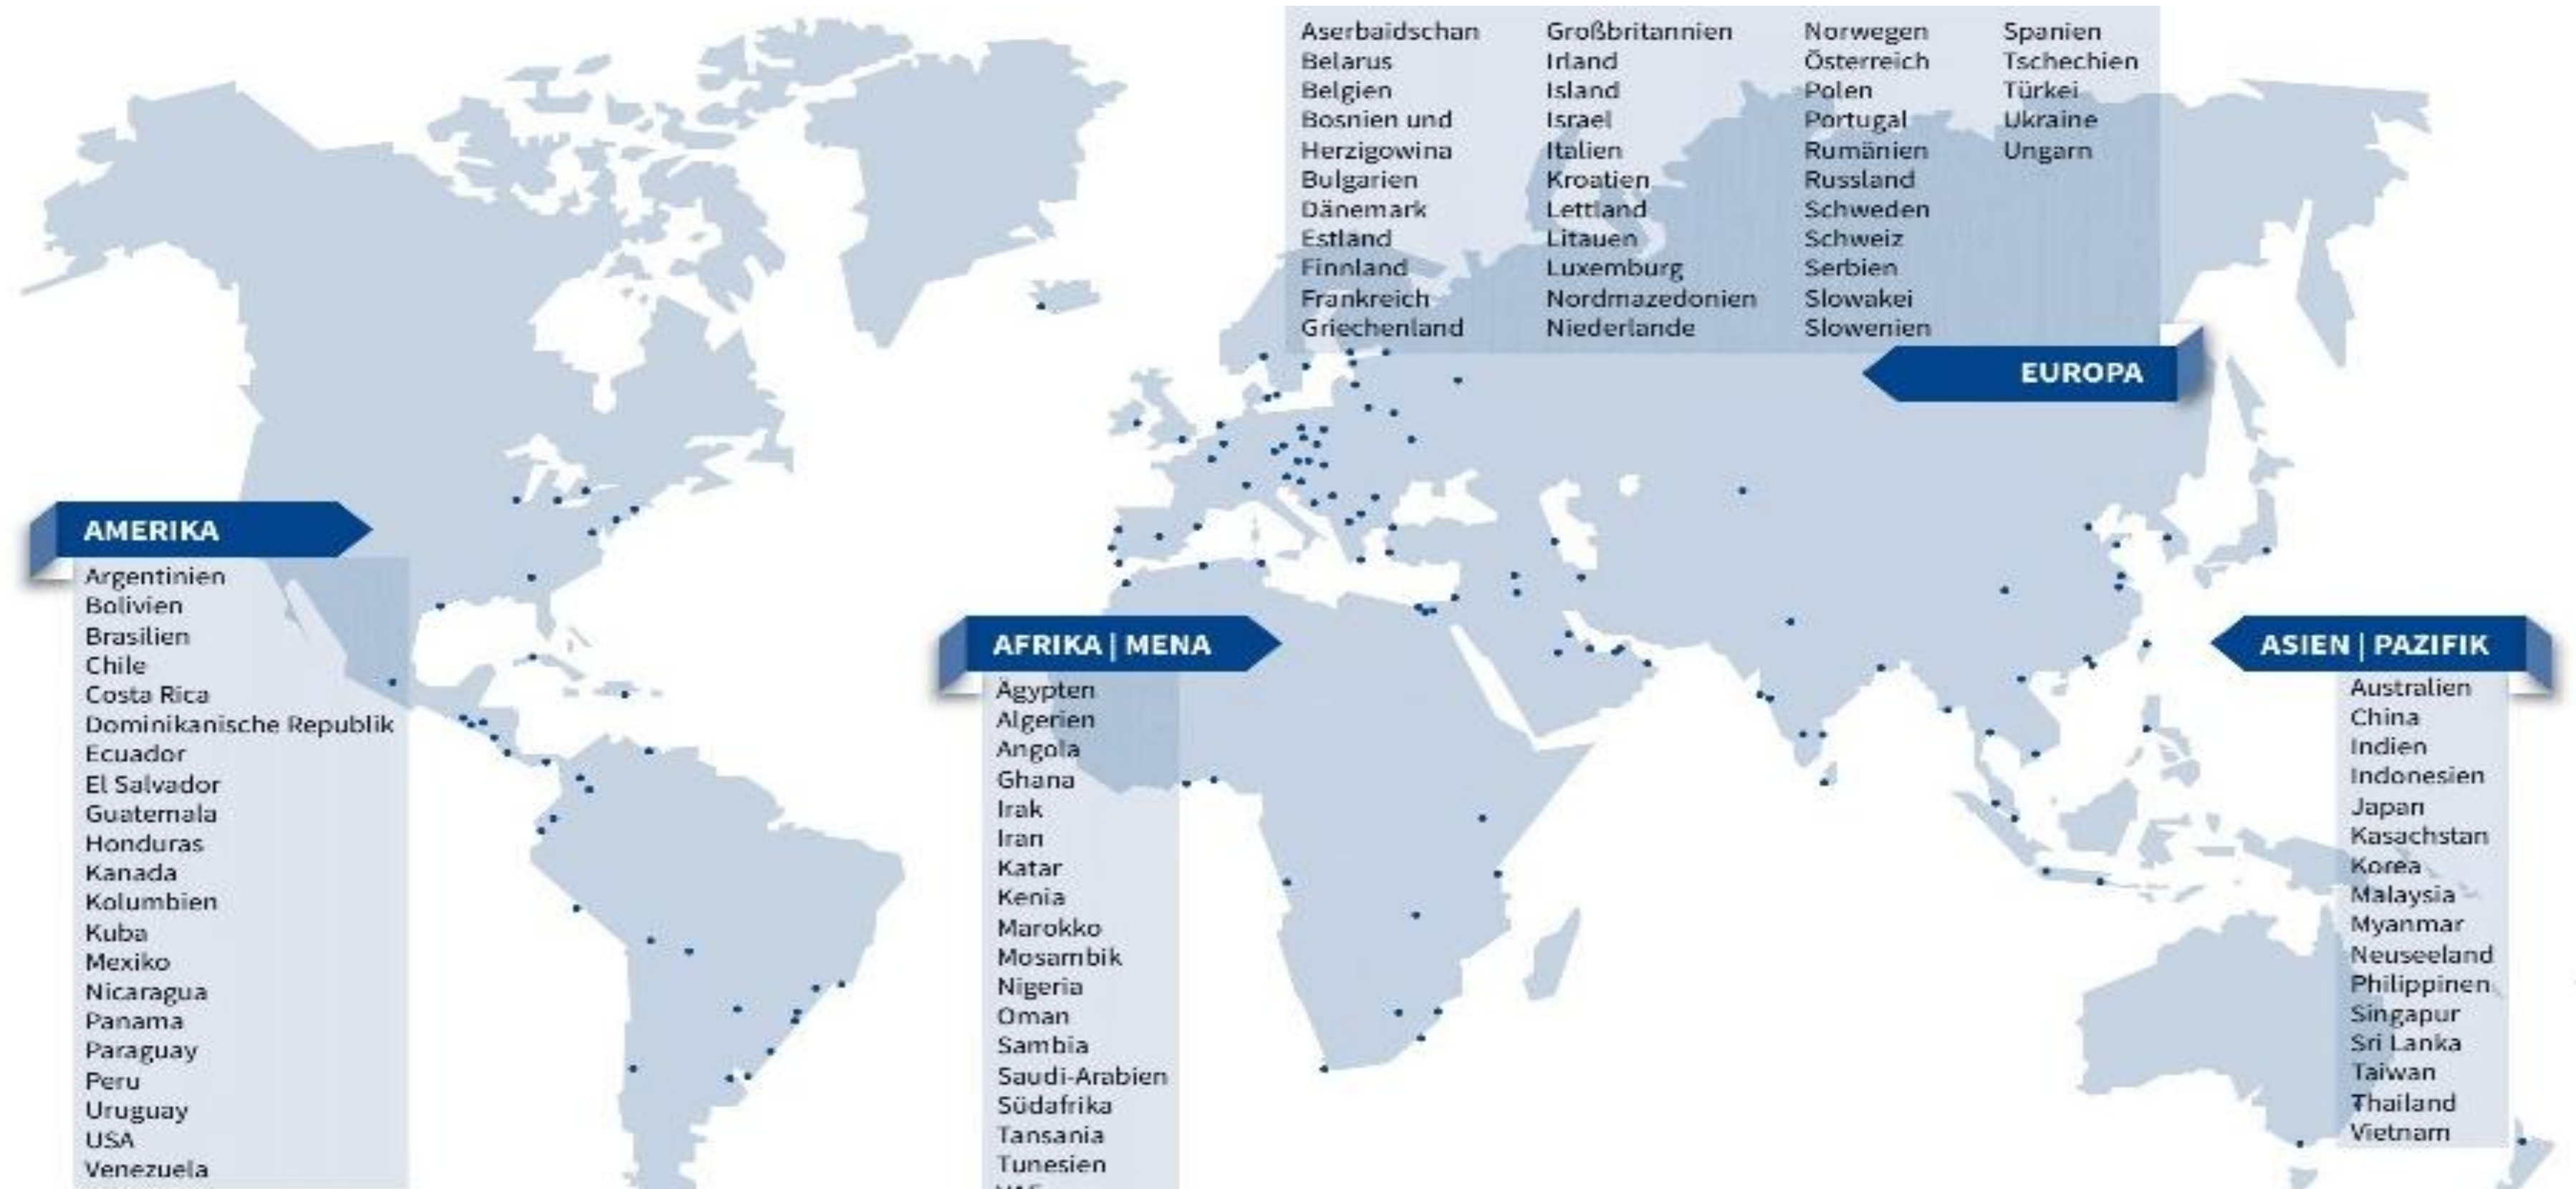 Aserbaidschan
Belarus
Belgien
Bosnien und
Herzigowina
Bulgarien
Dänemark
Estland
Finnland
Frankreich
Griechenland
Großbritannien
Irland
Island
Israel
Italien
Kroatien
Lettland
Litauen
Luxemburg
Nordmazedonien
Niederlande
Norwegen
Österreich
Polen
Portugal
Rumänien
Russland
Schweden
Schweiz
Serbien
Slowakei
Slowenien
Spanien
Tschechien
Türkei
Ukraine
Ungarn
EUROPA
AMERIKA
Argentinien
Bolivien
Brasilien
Chile
Costa Rica
Dominikanische Republik
Ecuador
El Salvador
Guatemala
Honduras
Kanada
Kolumbien
Kuba
Mexiko
Nicaragua
Panama
Paraguay
Peru
Uruguay
USA
Venezuela
AFRIKA | MENA
Ägypten
Algerien
Angola
Ghana
Irak
Iran
Katar
Kenia
Marokko
Mosambik
Nigeria
Oman
Sambia
Saudi-Arabien
Südafrika
Tansania
Tunesien
ASIEN | PAZIFIK
Australien
China
Indien
Indonesien
Japan
Kasachstan
Korea
Malaysia
Myanmar
Neuseeland
Philippinen
Singapur
Sri Lanka
Taiwan
Thailand
Vietnam